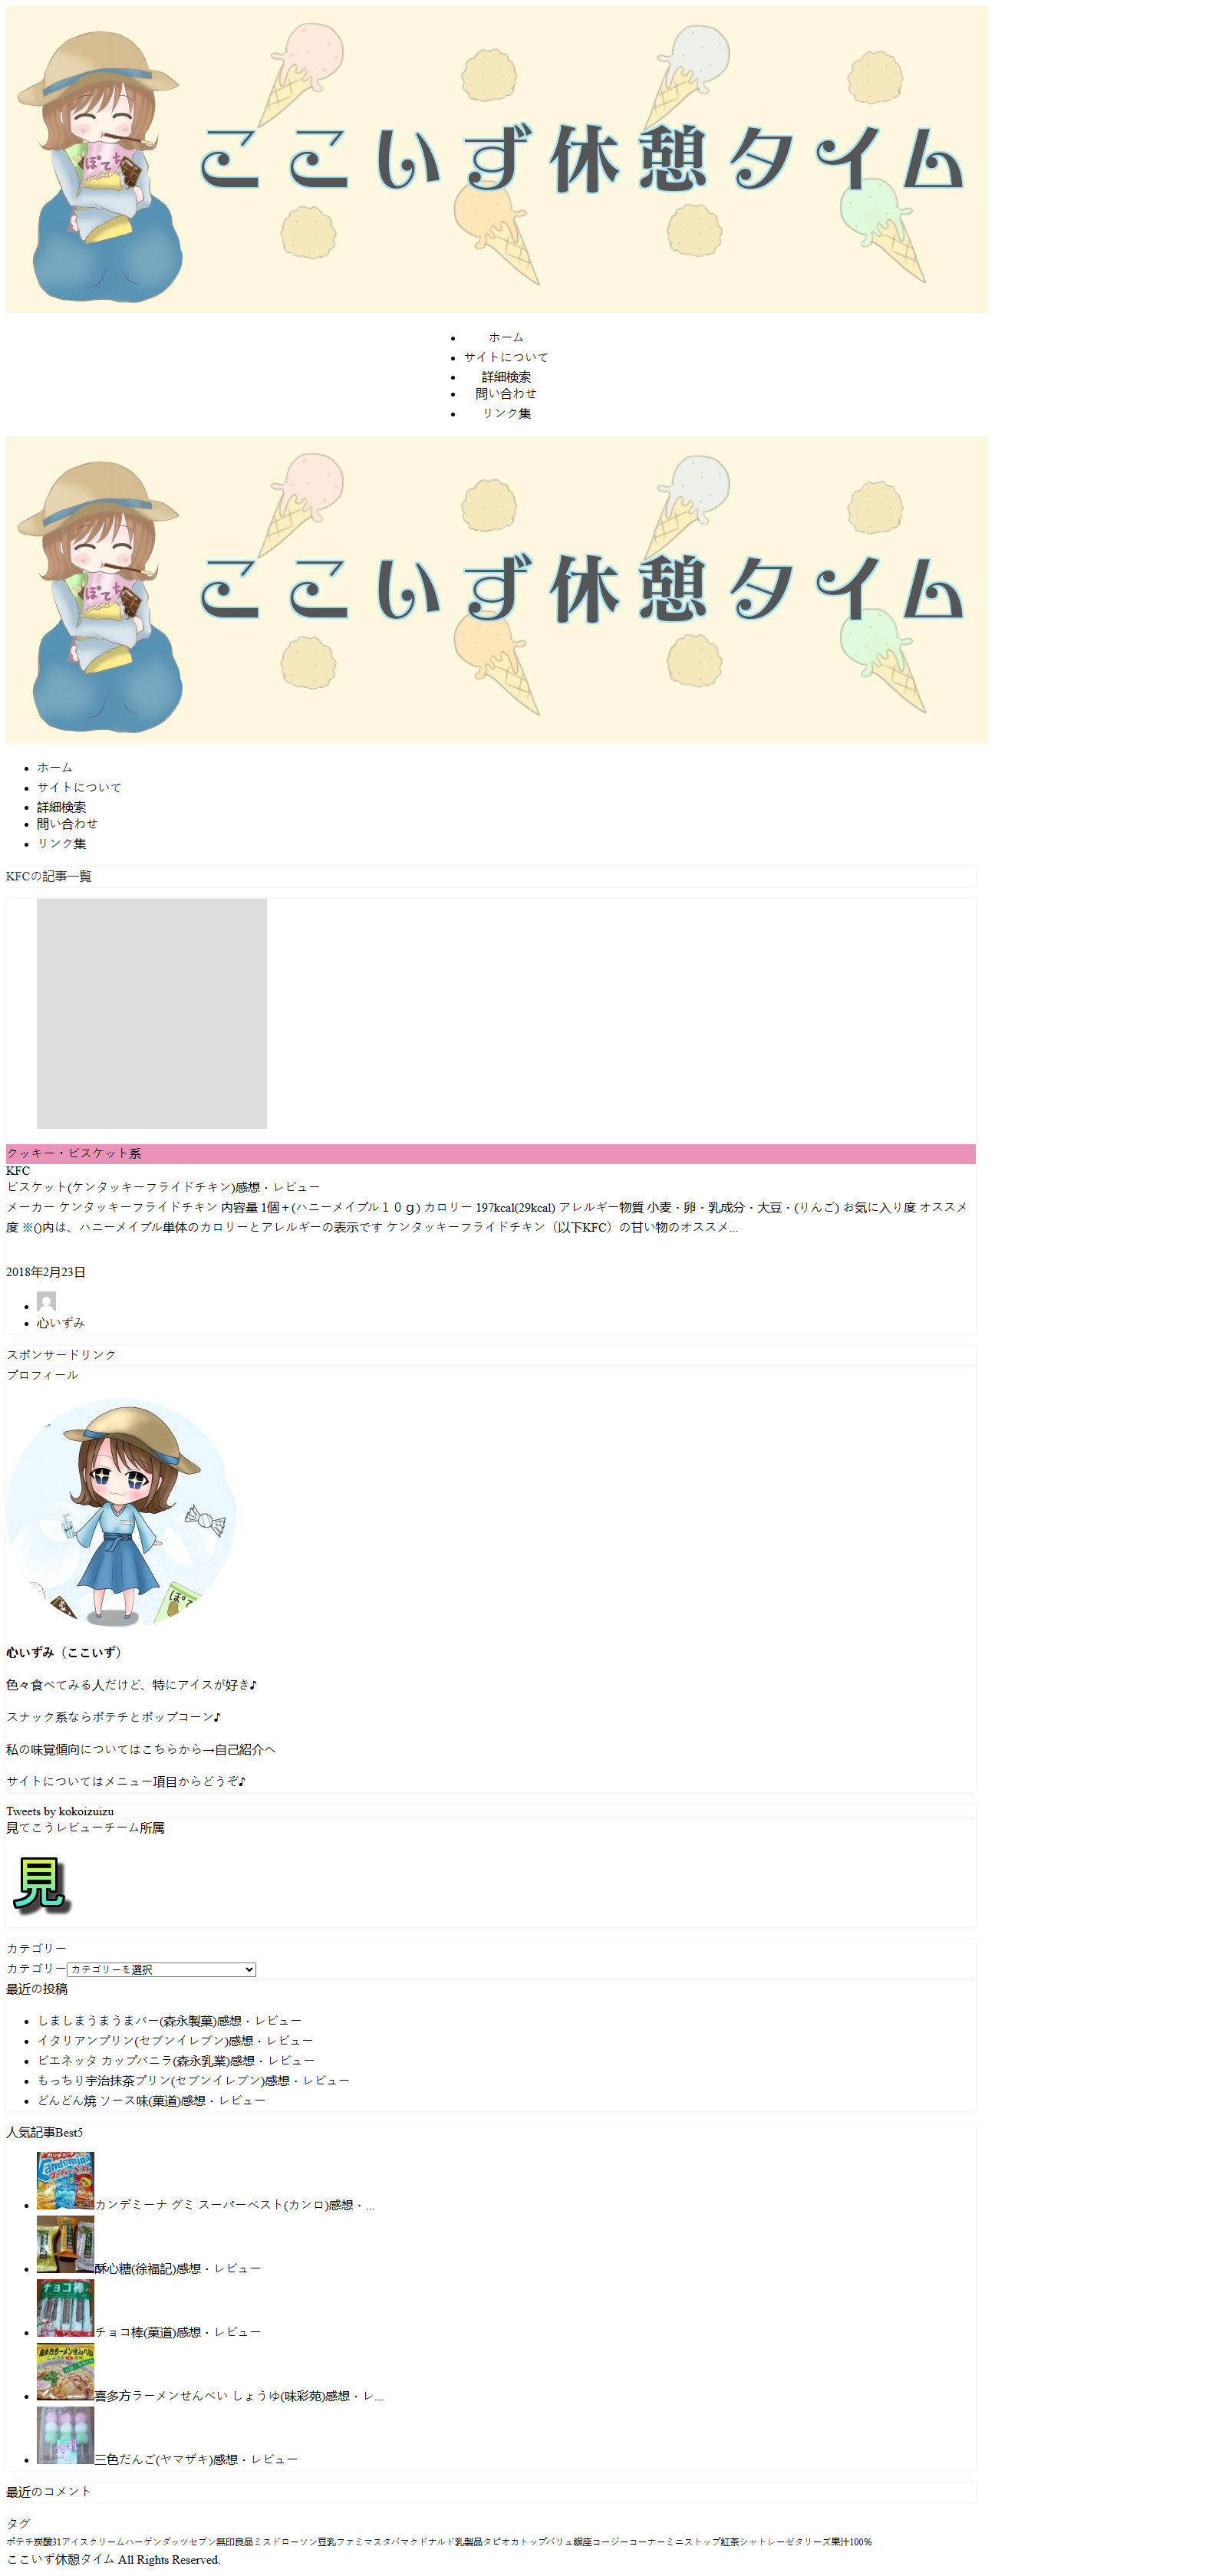 ぽてち
ここいず休憩タイム
ホーム
サイトについて
詳細検索
問い合わせ
リンク集
ぽてち
ここいず休憩タイム
ホーム
サイトについて
詳細検索
問い合わせ
リンク集
KFCの記事一覧
クッキー・ビスケット系
KFC
ビスケット(ケンタッキーフライドチキン)感想・レビュー
メーカー ケンタッキーフライドチキン 内容量 1個＋(ハニーメイプル１０ｇ) カロリー 197kcal(29kcal) アレルギー物質 小麦・卵・乳成分・大豆・(りんご) お気に入り度 オススメ
度 ※()内は、ハニーメイプル単体のカロリーとアレルギーの表示です ケンタッキーフライドチキン（以下KFC）の甘い物のオススメ...
2018年2月23日
心いずみ
スポンサードリンク
プロフィール
ぽて
心いずみ（ここいず）
色々食べてみる人だけど、特にアイスが好き♪
スナック系ならポテチとポップコーン♪
私の味覚傾向についてはこちらから→自己紹介へ
サイトについてはメニュー項目からどうぞ♪
Tweets by kokoizuizu
見てこうレビューチーム所属
見
カテゴリー
カテゴリー カテゴリーを選択
最近の投稿
しましまうまうまバー(森永製菓)感想・レビュー
イタリアンプリン(セブンイレブン)感想・レビュー
ビエネッタ カップバニラ(森永乳業)感想・レビュー
もっちり宇治抹茶プリン(セブンイレブン)感想・レビュー
どんどん焼 ソース味(菓道)感想・レビュー
人気記事Best5
カンデミーナ グミ スーパーベスト(カンロ)感想・...
酥心糖(徐福記)感想・レビュー
チョコ棒
チョコ棒(菓道)感想・レビュー
喜多方ラーメンせんべい しょうゆ(味彩苑)感想・レ...
三色だんご(ヤマザキ)感想・レビュー
最近のコメント
タグ
ポテチ炭酸31アイスクリームハーゲンダッツセブン無印良品ミスドローソン豆乳ファミマスタバマクドナルド乳製品タピオカトップバリュ銀座コージーコーナーミニストップ紅茶シャトレーゼタリーズ果汁100％
ここいず休憩タイム All Rights Reserved.